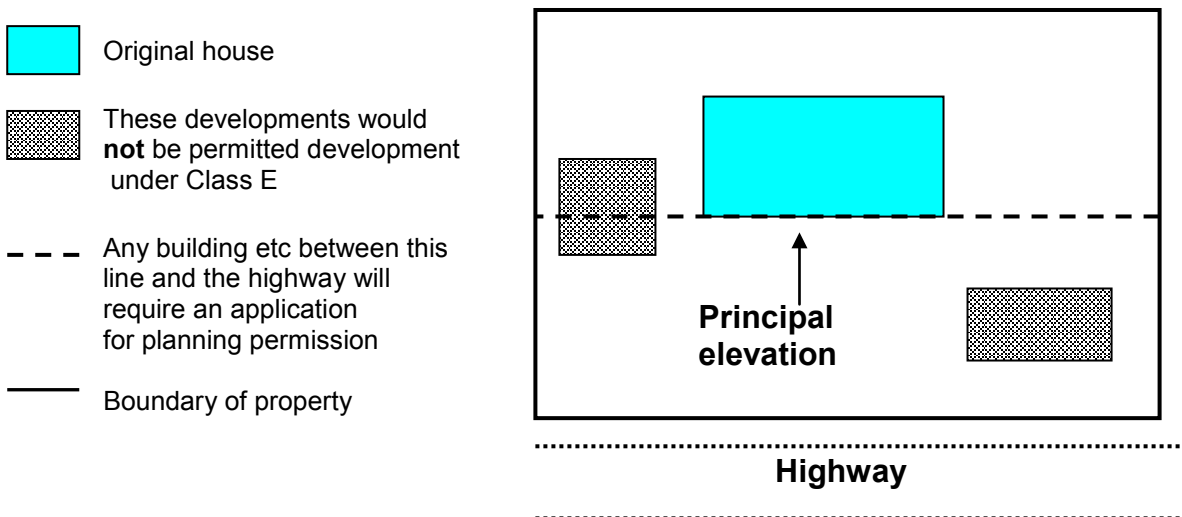 Original house
These developments would
not be permitted development
under Class E
Any building etc between this
line and the highway will
require an application
for planning permission
Boundary of property
Principal
elevation
Highway